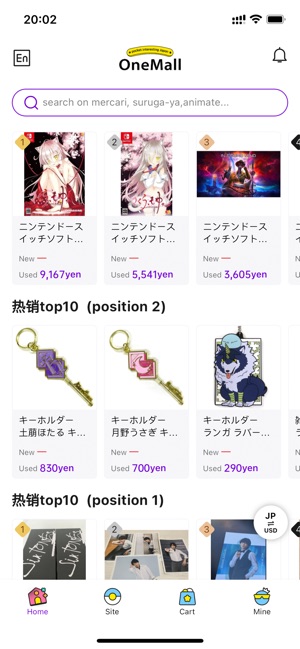 20:02
En
OneMall
search on mercari, suruga-ya,animate...
1
2
3
ニンテンドース
イッチソフト...
New —
Used 9,167yen
ニンテンドース
イッチソフト...
New —
Used 5,541yen
ニンテンドース
イッチソフト...
New —
Used 3,605yen
热销top10 (position 2)
キーホルダー
土萠ほたる キ...
New —
Used 830yen
キーホルダー
月野うさぎ キ...
New —
Used 700yen
キーホルダー
ランガ ラバー...
New —
Used 290yen
热销top10 (position 1)
1
2
3
JP
⇌
USD
Home
Site
Cart
Mine